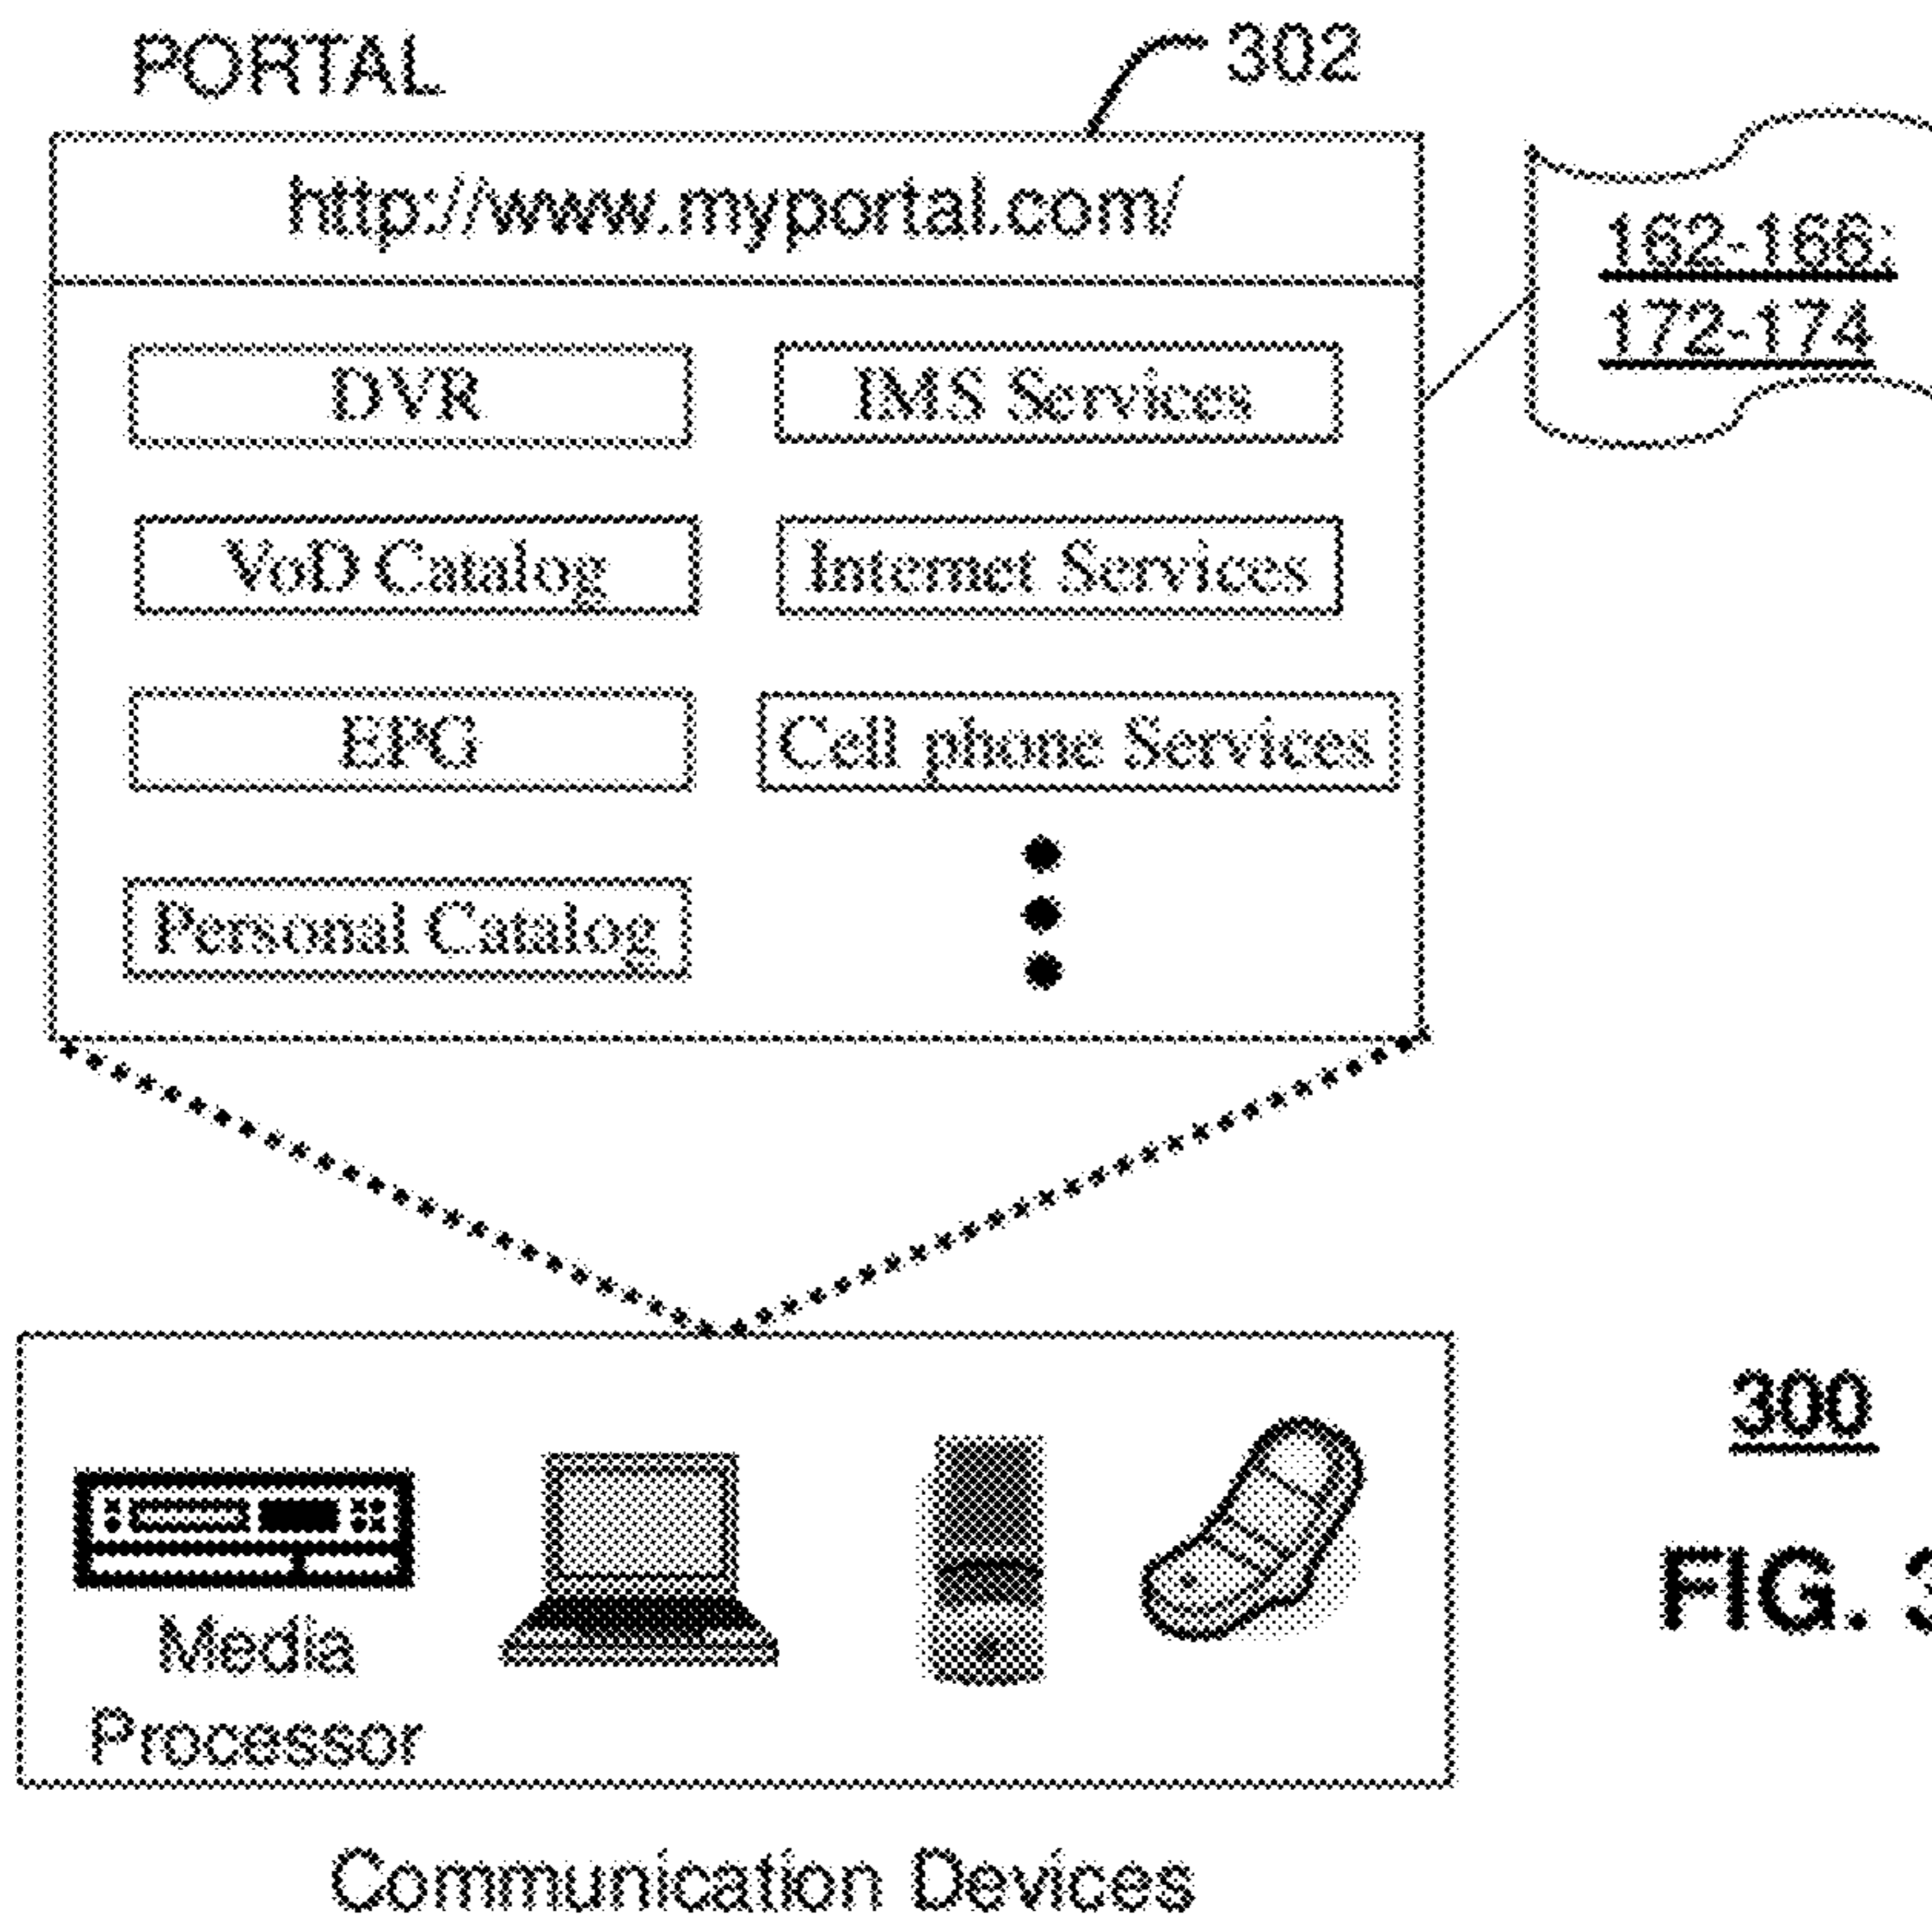 PORTAL
302
http://www.myportal.com/
162-166;
172-174
DVR
IMS Services
VoD Catalog
Internet Services
EPG
Cell phone Services
Personal Catalog
300
Media
Processor
FIG. 3
Communication Devices